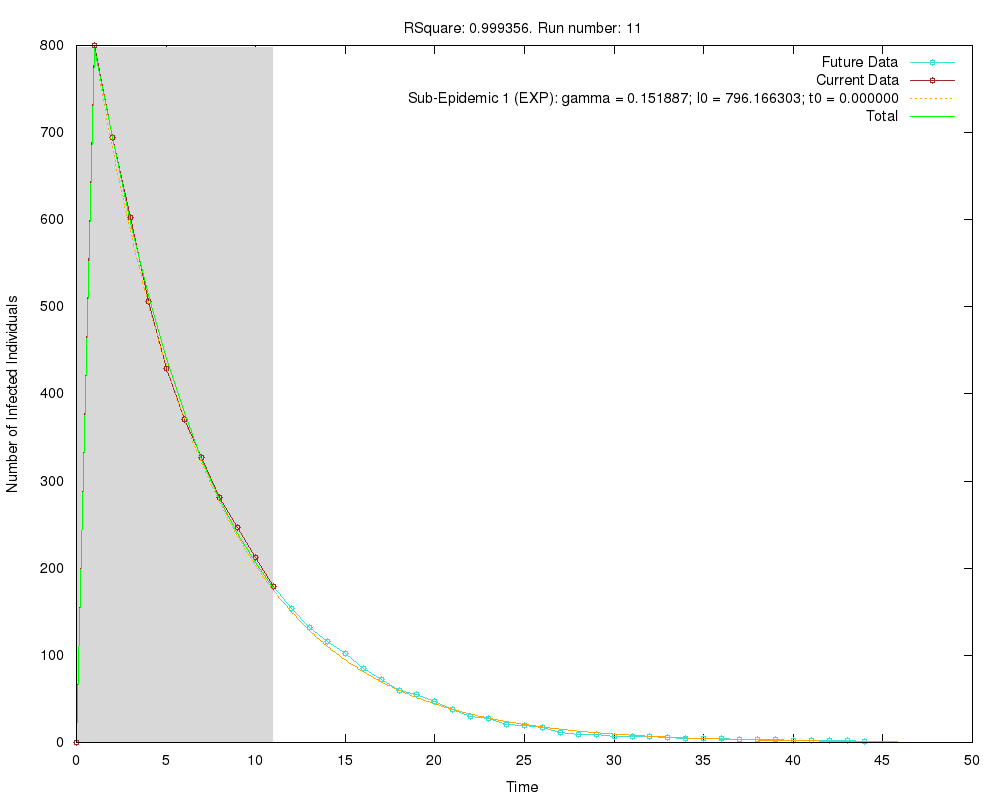 RSquare: 0.999356. Run number: 11
Future Data
Current Data
Sub-Epidemic 1 (EXP): gamma = 0.151887; I0 = 796.166303; t0 = 0.000000
Total
800
700
600
500
400
300
200
100
0
Number of Infected Individuals
0 5 10 15 20 25 30 35 40 45 50
Time